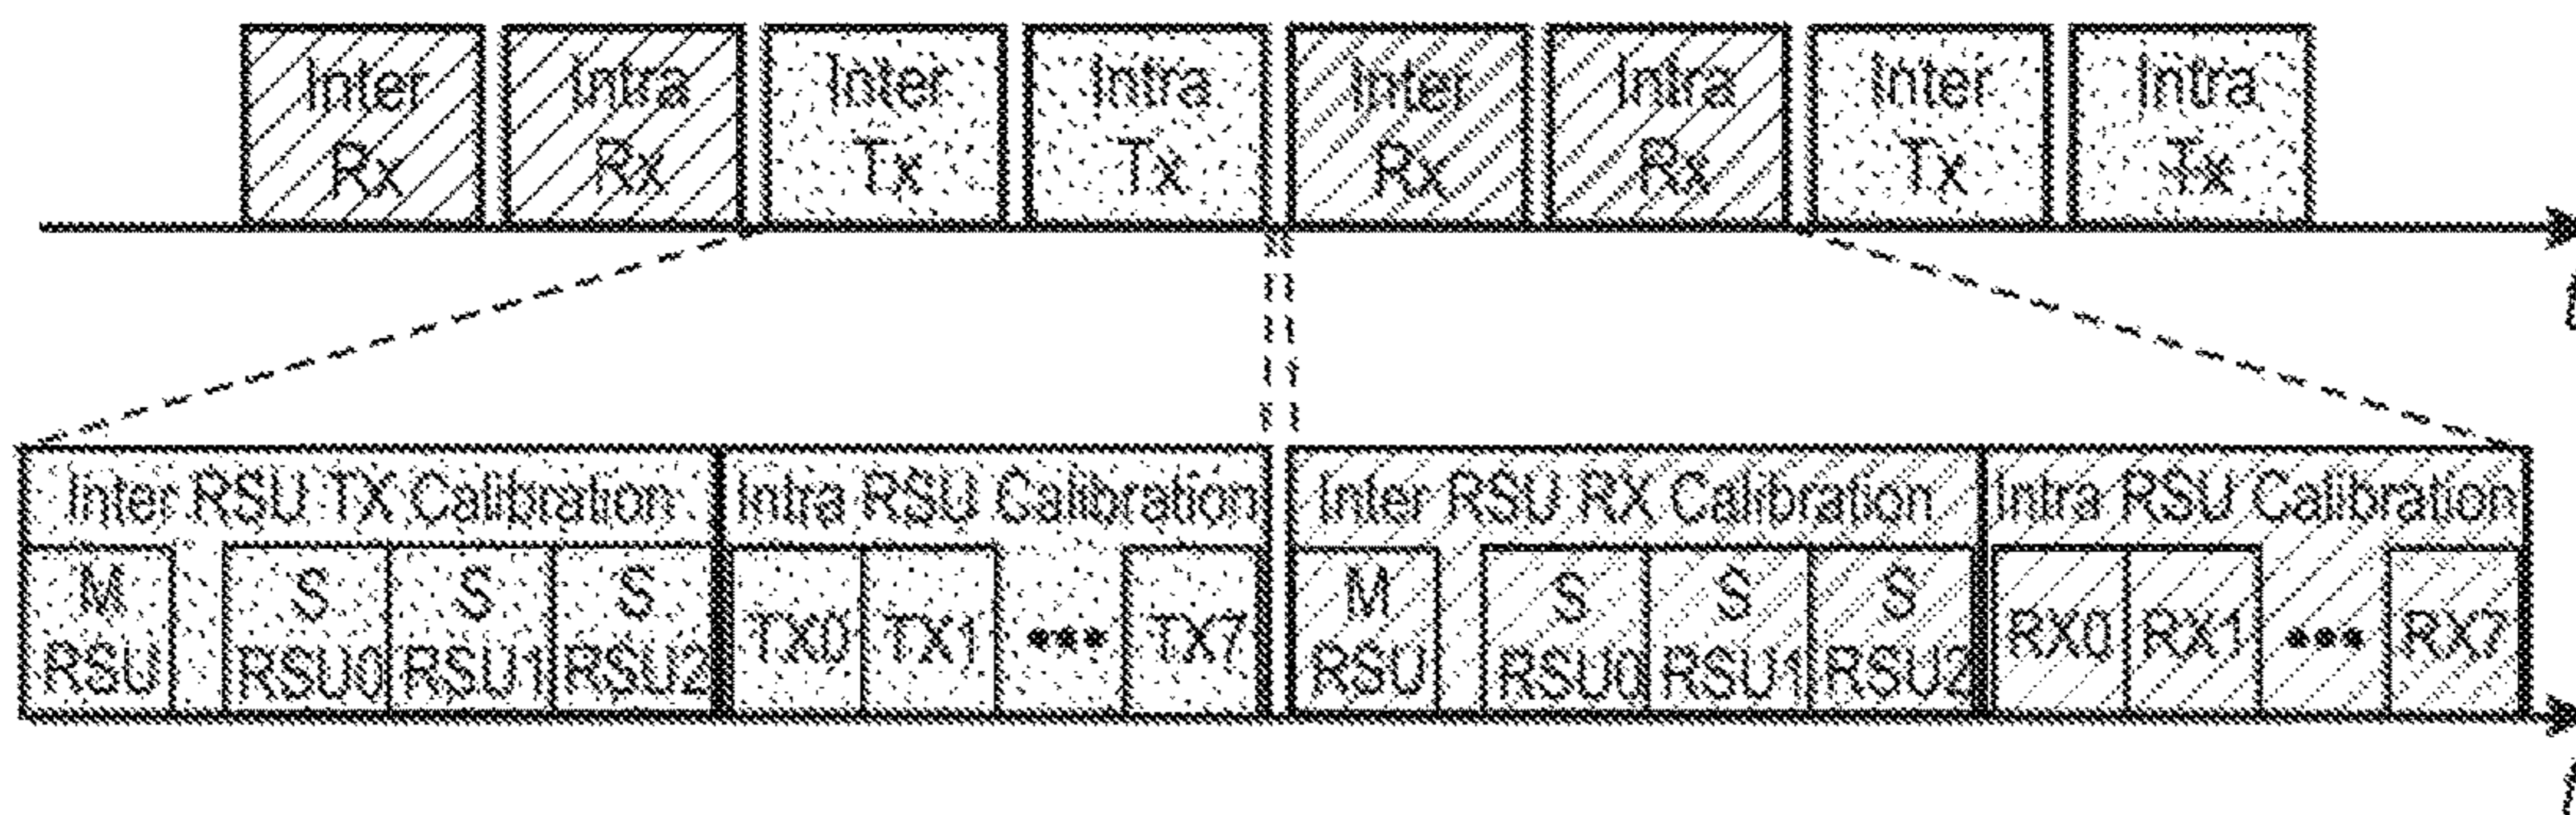 Inter Intra Inter Intra Inter Intra Inter Intra
Rx Rx Tx Tx Rx Rx Tx Tx
Inter RSU TX Calibration Intra RSU Calibration Inter RSU RX Calibration Intra RSU Calibration
M S S S M S S S
RSU RSU0 RSU1 RSU2 TX0 TX1 ••• TX7 RSU RSU0 RSU1 RSU2 RX0 RX1 ••• RX7